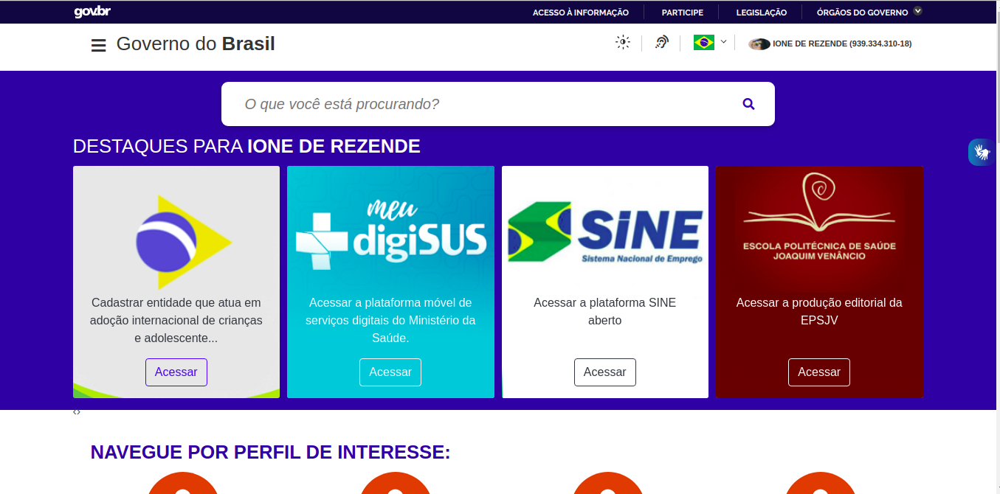 gov.br
ACESSO À INFORMAÇÃO
PARTICIPE
LEGISLAÇÃO
ÓRGÃOS DO GOVERNO
Governo do Brasil
IONE DE REZENDE (939.334.310-18)
O que você está procurando?
DESTAQUES PARA IONE DE REZENDE
Cadastrar entidade que atua em
adoção internacional de crianças
e adolescente...
Acessar
meu
digiSUS
Acessar a plataforma móvel de
serviços digitais do Ministério da
Saúde.
Acessar
SiNE
Sistema Nacional de Emprego
Acessar a plataforma SINE
aberto
Acessar
ESCOLA POLITÉCNICA DE SAÚDE
JOAQUIM VENÂNCIO
Acessar a produção editorial da
EPSJV
Acessar
‹›
NAVEGUE POR PERFIL DE INTERESSE: